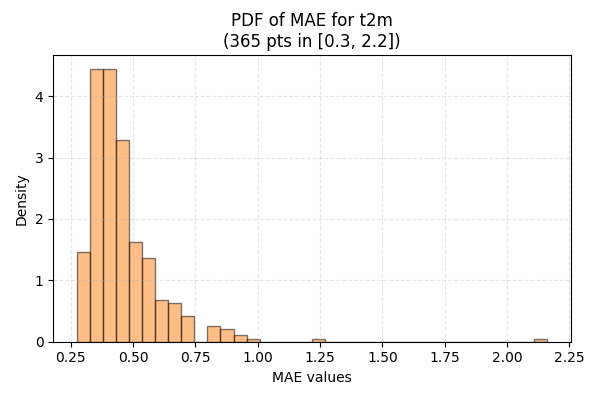 PDF of MAE for t2m
(365 pts in [0.3, 2.2])
Density
4
3
2
1
0
0.25 0.50 0.75 1.00 1.25 1.50 1.75 2.00 2.25
MAE values